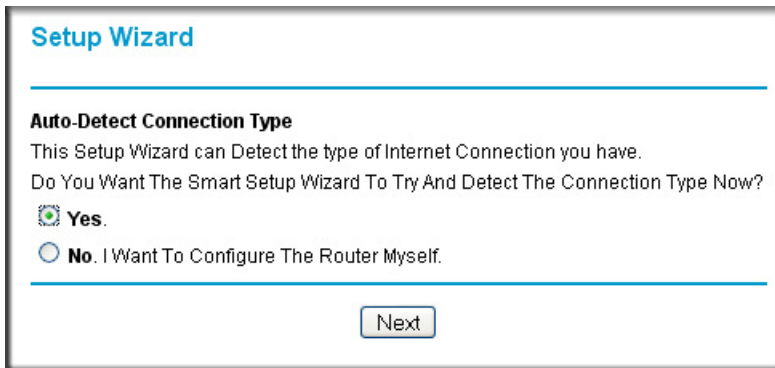 Setup Wizard
Auto-Detect Connection Type
This Setup Wizard can Detect the type of Internet Connection you have.
Do You Want The Smart Setup Wizard To Try And Detect The Connection Type Now?
Yes.
No. I Want To Configure The Router Myself.
Next